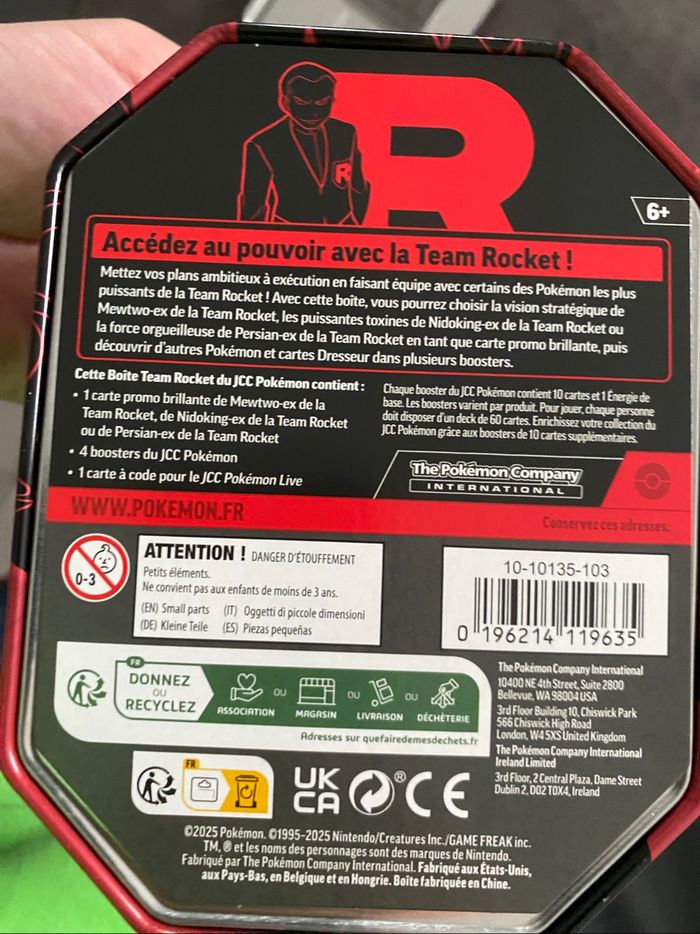 R
R
6+
Accédez au pouvoir avec la Team Rocket !
Mettez vos plans ambitieux à exécution en faisant équipe avec certains des Pokémon les plus
puissants de la Team Rocket ! Avec cette boîte, vous pourrez choisir la vision stratégique de
Mewtwo-ex de la Team Rocket, les puissantes toxines de Nidoking-ex de la Team Rocket ou
la force orgueilleuse de Persian-ex de la Team Rocket en tant que carte promo brillante, puis
découvrir d'autres Pokémon et cartes Dresseur dans plusieurs boosters.
Cette Boîte Team Rocket du JCC Pokémon contient :
• 1 carte promo brillante de Mewtwo-ex de la
Team Rocket, de Nidoking-ex de la Team Rocket
ou de Persian-ex de la Team Rocket
• 4 boosters du JCC Pokémon
• 1 carte à code pour le JCC Pokémon Live
Chaque booster du JCC Pokémon contient 10 cartes et 1 Énergie de
base. Les boosters varient par produit. Pour jouer, chaque personne
doit disposer d'un deck de 60 cartes. Enrichissez votre collection du
JCC Pokémon grâce aux boosters de 10 cartes supplémentaires.
The Pokémon Company
INTERNATIONAL
WWW.POKEMON.FR
Conservez ces adresses.
0-3
ATTENTION ! DANGER D'ÉTOUFFEMENT
Petits éléments.
Ne convient pas aux enfants de moins de 3 ans.
(EN) Small parts (IT) Oggetti di piccole dimensioni
(DE) Kleine Teile (ES) Piezas pequeñas
10-10135-103
0 196214 119635
FR
DONNEZ
OU
RECYCLEZ
ASSOCIATION
OU
MAGASIN
OU
LIVRAISON
OU
DÉCHÈTERIE
Adresses sur quefairedemesdechets.fr
The Pokémon Company International
10400 NE 4th Street, Suite 2800
Bellevue, WA 98004 USA
3rd Floor Building 10, Chiswick Park
566 Chiswick High Road
London, W4 5XS United Kingdom
The Pokémon Company International
Ireland Limited
3rd Floor, 2 Central Plaza, Dame Street
Dublin 2, D02 T0X4, Ireland
FR
UK
CA
®
CE
©2025 Pokémon. ©1995-2025 Nintendo/Creatures Inc./GAME FREAK inc.
TM, ® et les noms des personnages sont des marques de Nintendo.
Fabriqué par The Pokémon Company International. Fabriqué aux États-Unis,
aux Pays-Bas, en Belgique et en Hongrie. Boîte fabriquée en Chine.